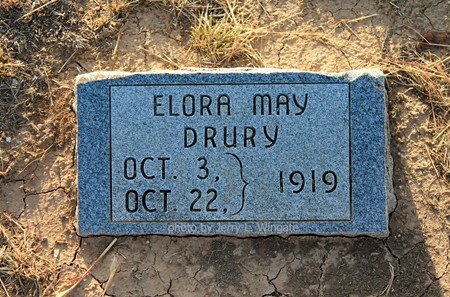 ELORA MAY
DRURY
OCT. 3,
OCT. 22,
} 1919
photo by Jerry L. Wingate